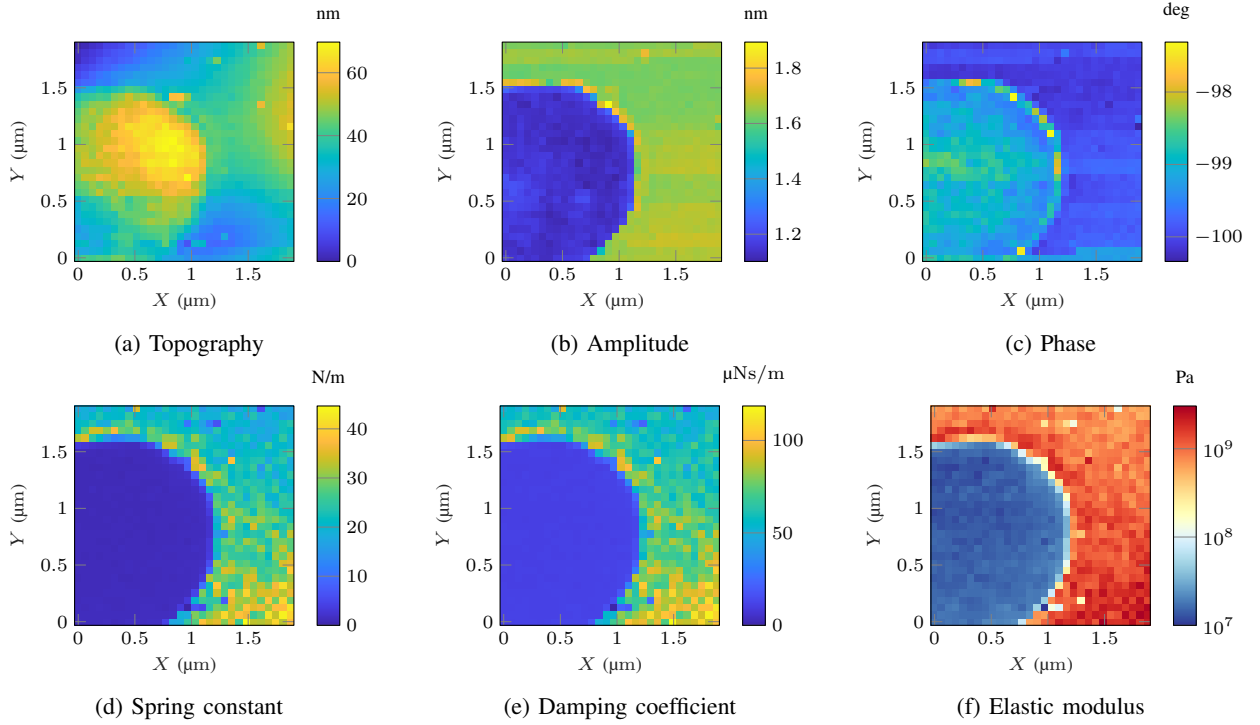 nm
0
0.5
1
1.5
0
0.5
1
1.5
X (µm)
Y (µm)
0
20
40
60
(a) Topography
nm
0
0.5
1
1.5
0
0.5
1
1.5
X (µm)
Y (µm)
1.2
1.4
1.6
1.8
(b) Amplitude
deg
0
0.5
1
1.5
0
0.5
1
1.5
X (µm)
Y (µm)
−100
−99
−98
(c) Phase
N/m
0
0.5
1
1.5
0
0.5
1
1.5
X (µm)
Y (µm)
0
10
20
30
40
(d) Spring constant
µNs/m
0
0.5
1
1.5
0
0.5
1
1.5
X (µm)
Y (µm)
0
50
100
(e) Damping coefficient
Pa
0
0.5
1
1.5
0
0.5
1
1.5
X (µm)
Y (µm)
10⁷
10⁸
10⁹
(f) Elastic modulus